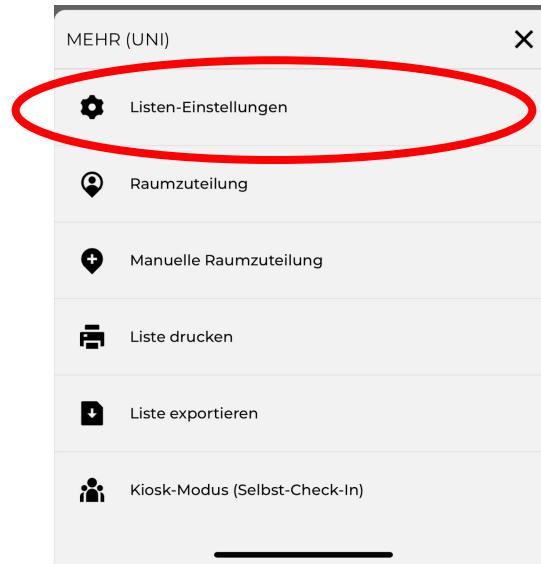 MEHR (UNI)
Listen-Einstellungen
Raumzuteilung
Manuelle Raumzuteilung
Liste drucken
Liste exportieren
Kiosk-Modus (Selbst-Check-In)